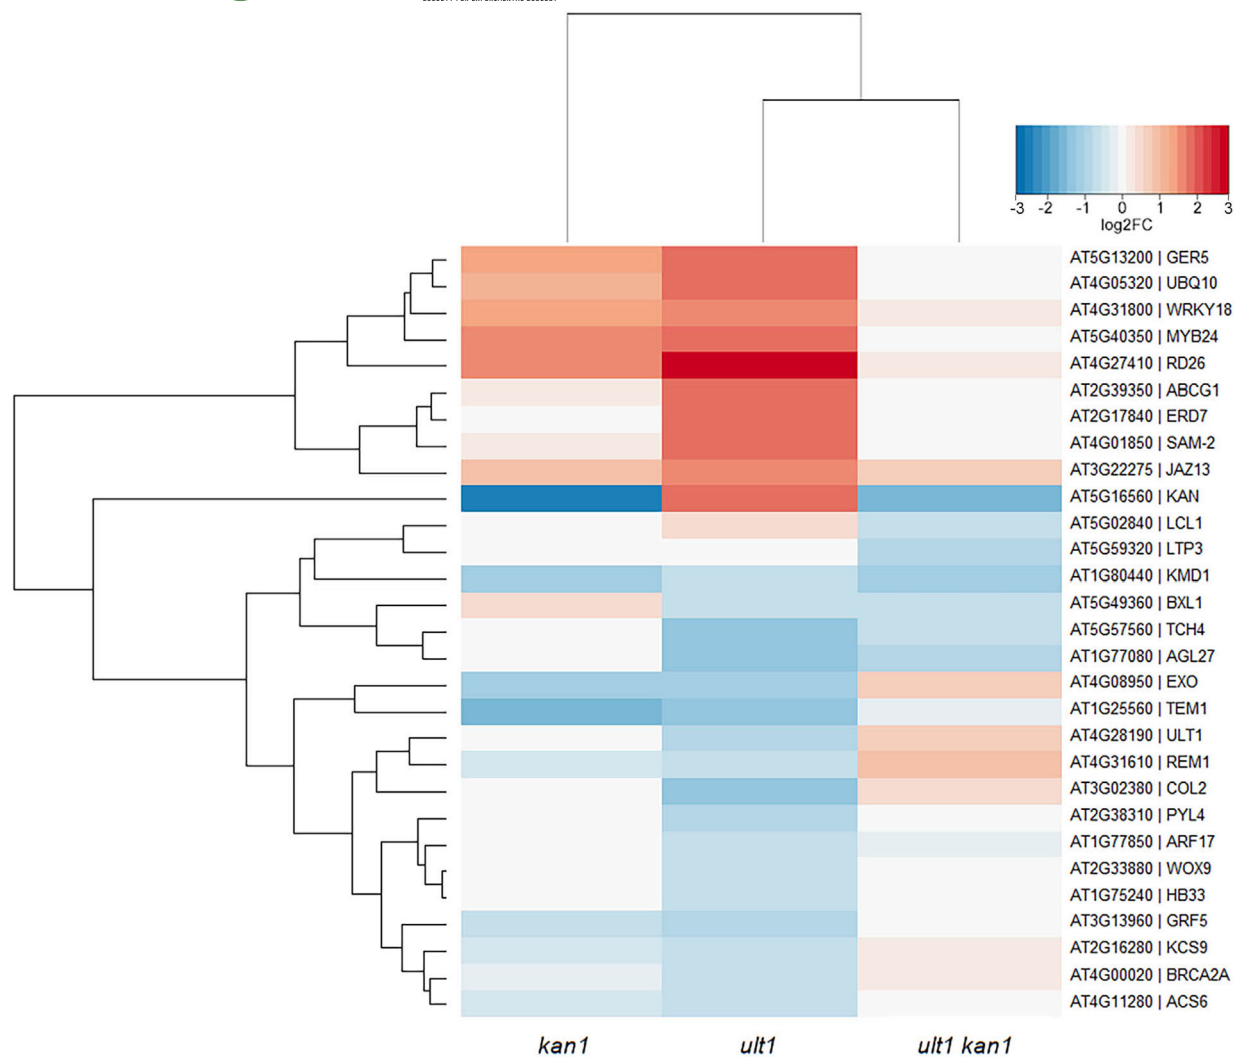 -3 -2 -1 0 1 2 3
log2FC
AT5G13200 | GER5
AT4G05320 | UBQ10
AT4G31800 | WRKY18
AT5G40350 | MYB24
AT4G27410 | RD26
AT2G39350 | ABCG1
AT2G17840 | ERD7
AT4G01850 | SAM-2
AT3G22275 | JAZ13
AT5G16560 | KAN
AT5G02840 | LCL1
AT5G59320 | LTP3
AT1G80440 | KMD1
AT5G49360 | BXL1
AT5G57560 | TCH4
AT1G77080 | AGL27
AT4G08950 | EXO
AT1G25560 | TEM1
AT4G28190 | ULT1
AT4G31610 | REM1
AT3G02380 | COL2
AT2G38310 | PYL4
AT1G77850 | ARF17
AT2G33880 | WOX9
AT1G75240 | HB33
AT3G13960 | GRF5
AT2G16280 | KCS9
AT4G00020 | BRCA2A
AT4G11280 | ACS6
kan1 ult1 ult1 kan1